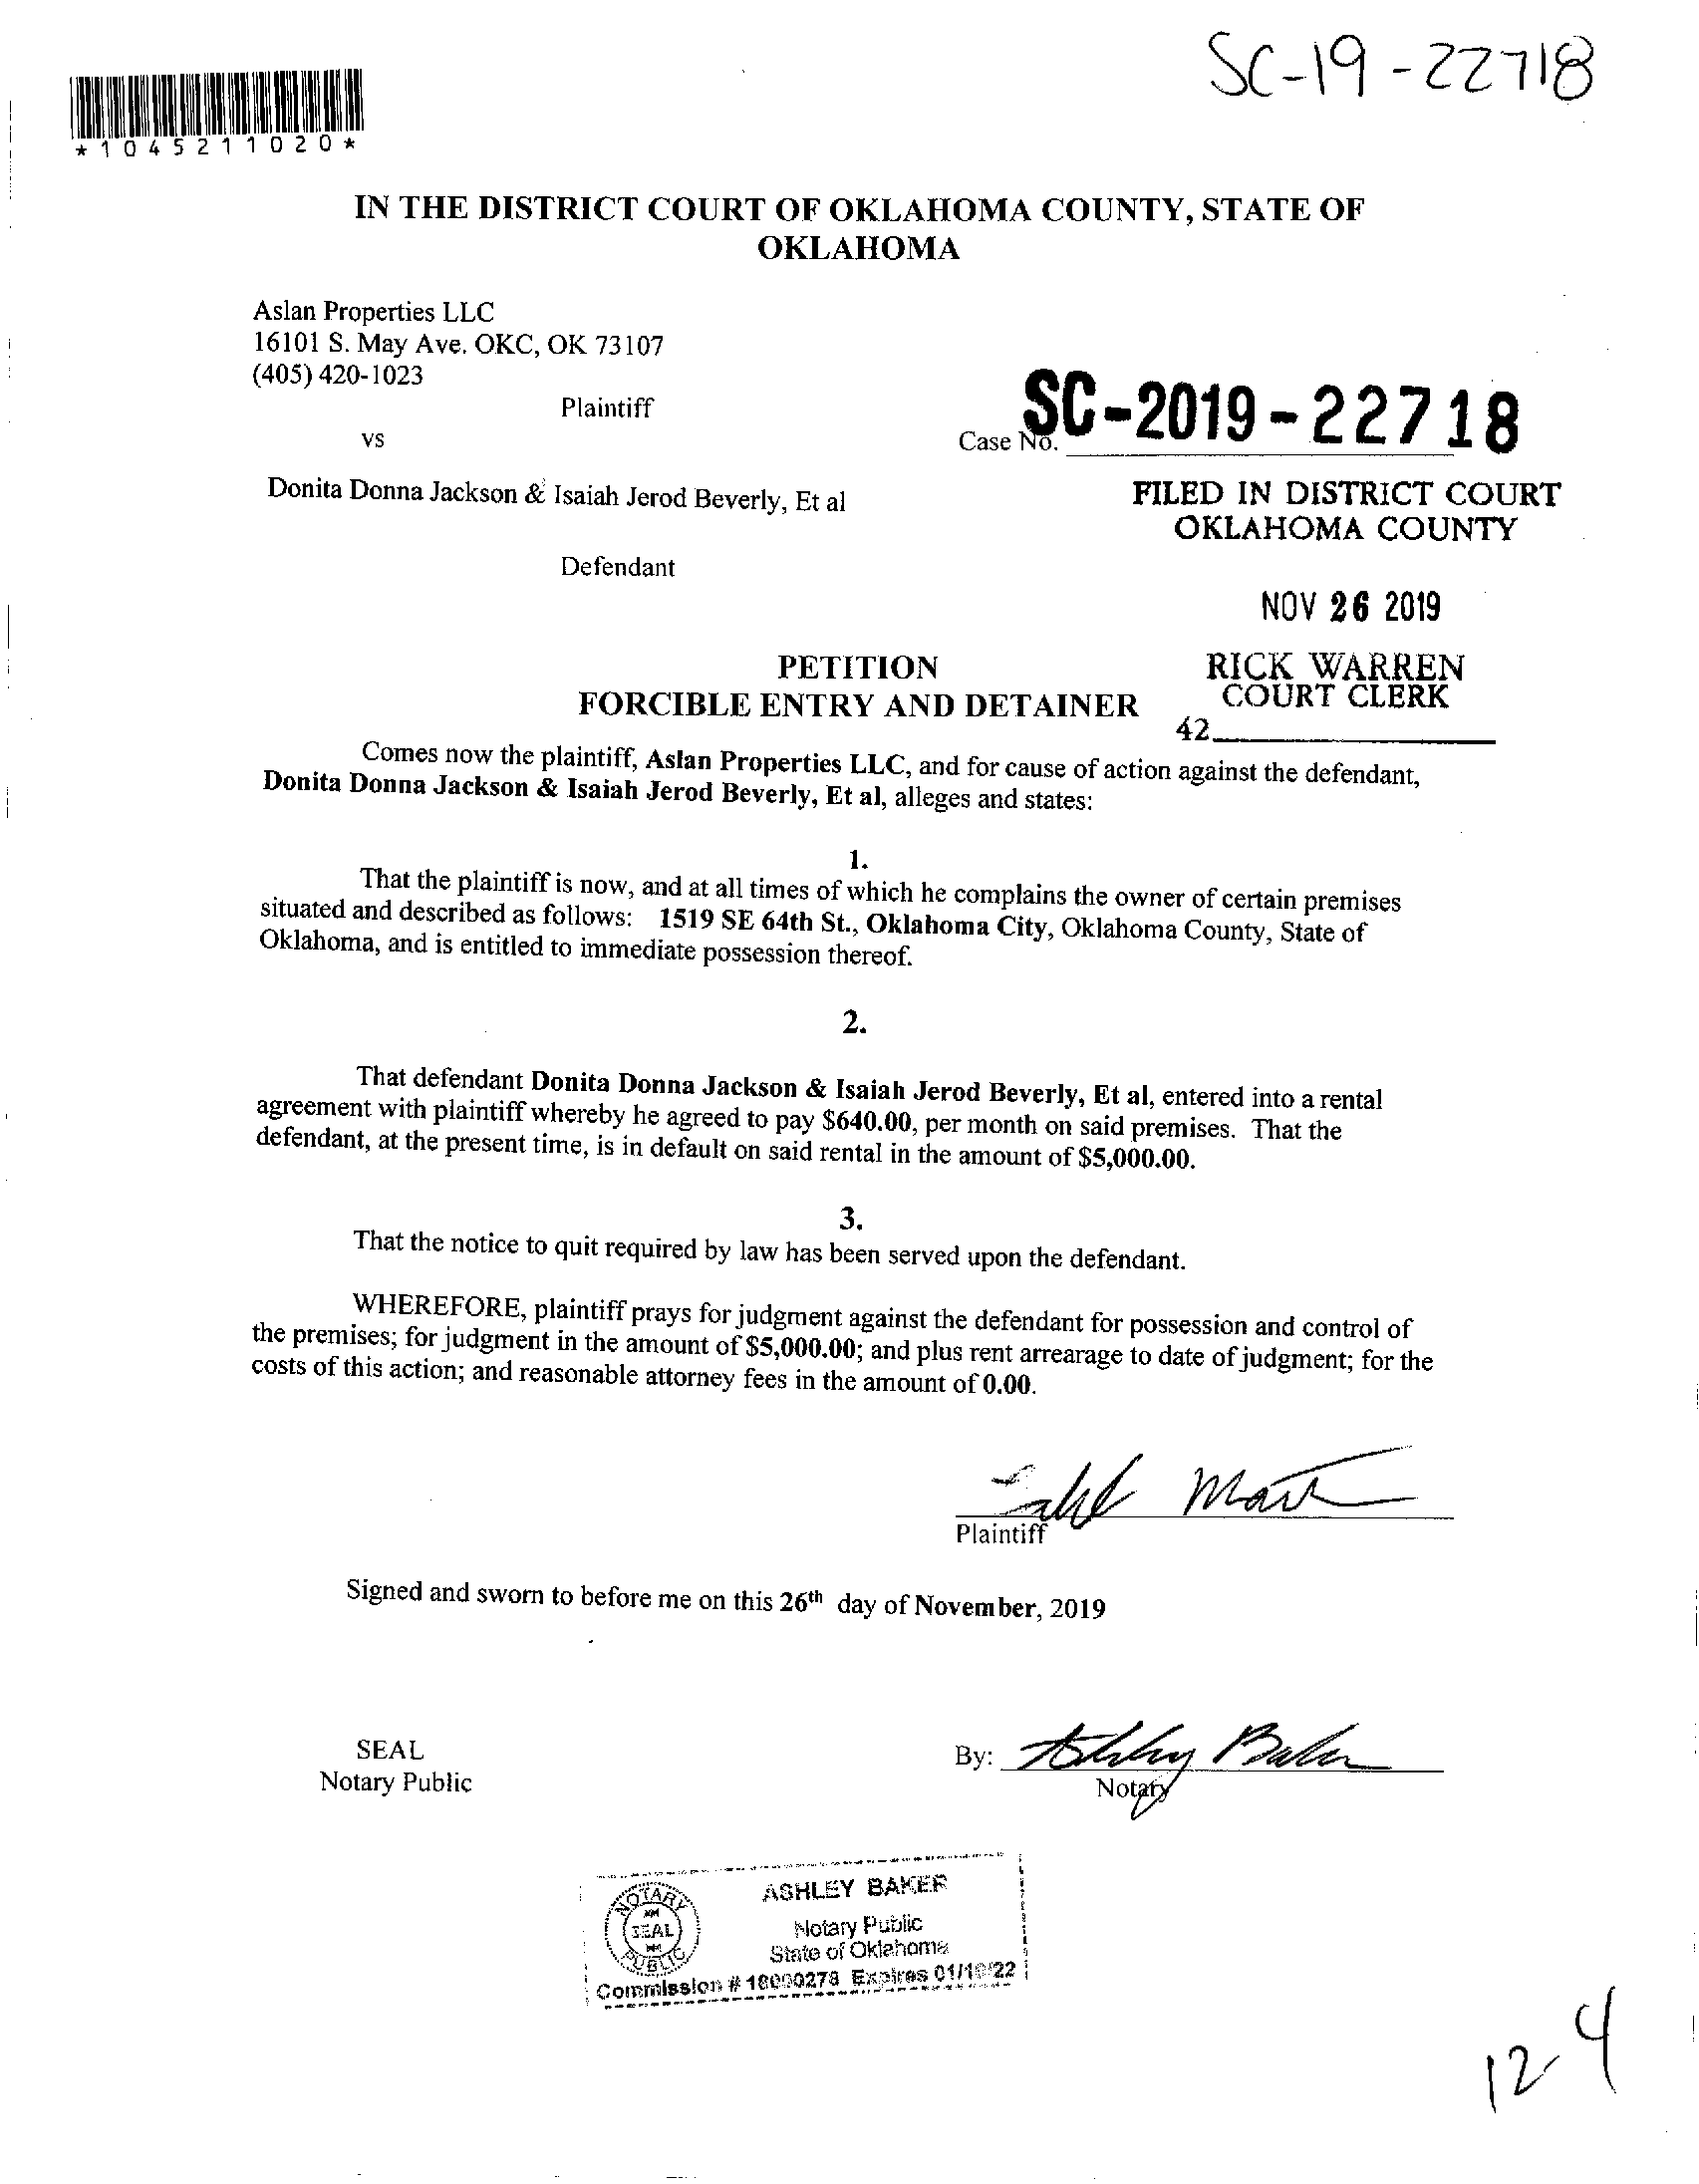 SC-19-22718
*1045211020*
IN THE DISTRICT COURT OF OKLAHOMA COUNTY, STATE OF
OKLAHOMA
Aslan Properties LLC
16101 S. May Ave. OKC, OK 73107
(405) 420-1023
Plaintiff
vs
Case No. SC-2019-22718
Donita Donna Jackson & Isaiah Jerod Beverly, Et al
FILED IN DISTRICT COURT
OKLAHOMA COUNTY
Defendant
NOV 26 2019
PETITION
RICK WARREN
COURT CLERK
FORCIBLE ENTRY AND DETAINER
42
Comes now the plaintiff, Aslan Properties LLC, and for cause of action against the defendant,
Donita Donna Jackson & Isaiah Jerod Beverly, Et al, alleges and states:
1.
That the plaintiff is now, and at all times of which he complains the owner of certain premises
situated and described as follows: 1519 SE 64th St., Oklahoma City, Oklahoma County, State of
Oklahoma, and is entitled to immediate possession thereof.
2.
That defendant Donita Donna Jackson & Isaiah Jerod Beverly, Et al, entered into a rental
agreement with plaintiff whereby he agreed to pay $640.00, per month on said premises. That the
defendant, at the present time, is in default on said rental in the amount of $5,000.00.
3.
That the notice to quit required by law has been served upon the defendant.
WHEREFORE, plaintiff prays for judgment against the defendant for possession and control of
the premises; for judgment in the amount of $5,000.00; and plus rent arrearage to date of judgment; for the
costs of this action; and reasonable attorney fees in the amount of 0.00.
Plaintiff
Signed and sworn to before me on this 26th day of November, 2019
SEAL
Notary Public
By: Ashley Baker
Notary
NOTARY
SEAL
PUBLIC
ASHLEY BAKER
Notary Public
State of Oklahoma
Commission # 18000278 Expires
12-4